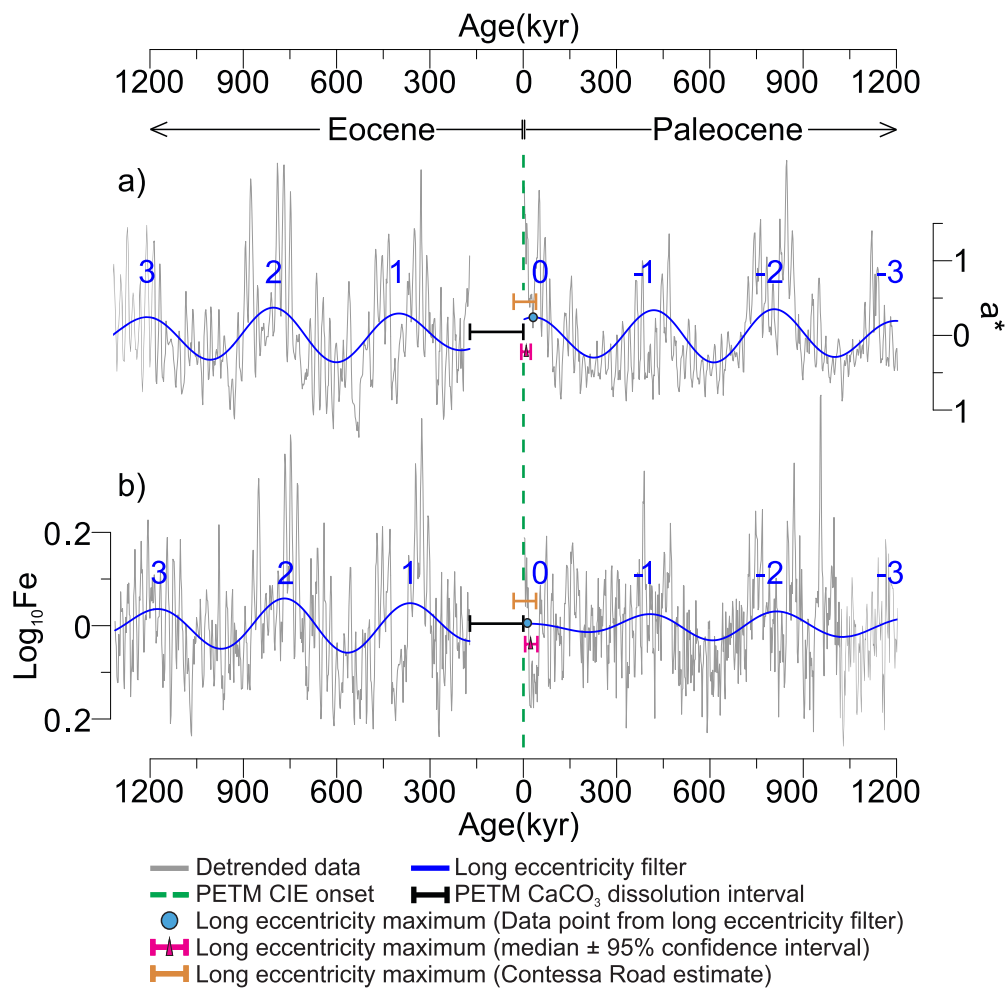 Age(kyr)
1200 900 600 300 0 300 600 900 1200
Eocene Paleocene
a)
3 2 1 0 -1 -2 -3
1
0
1
a*
b)
3 2 1 0 -1 -2 -3
0.2
0
0.2
Log₁₀Fe
1200 900 600 300 0 300 600 900 1200
Age(kyr)
Detrended data Long eccentricity filter
PETM CIE onset PETM CaCO₃ dissolution interval
Long eccentricity maximum (Data point from long eccentricity filter)
Long eccentricity maximum (median ± 95% confidence interval)
Long eccentricity maximum (Contessa Road estimate)